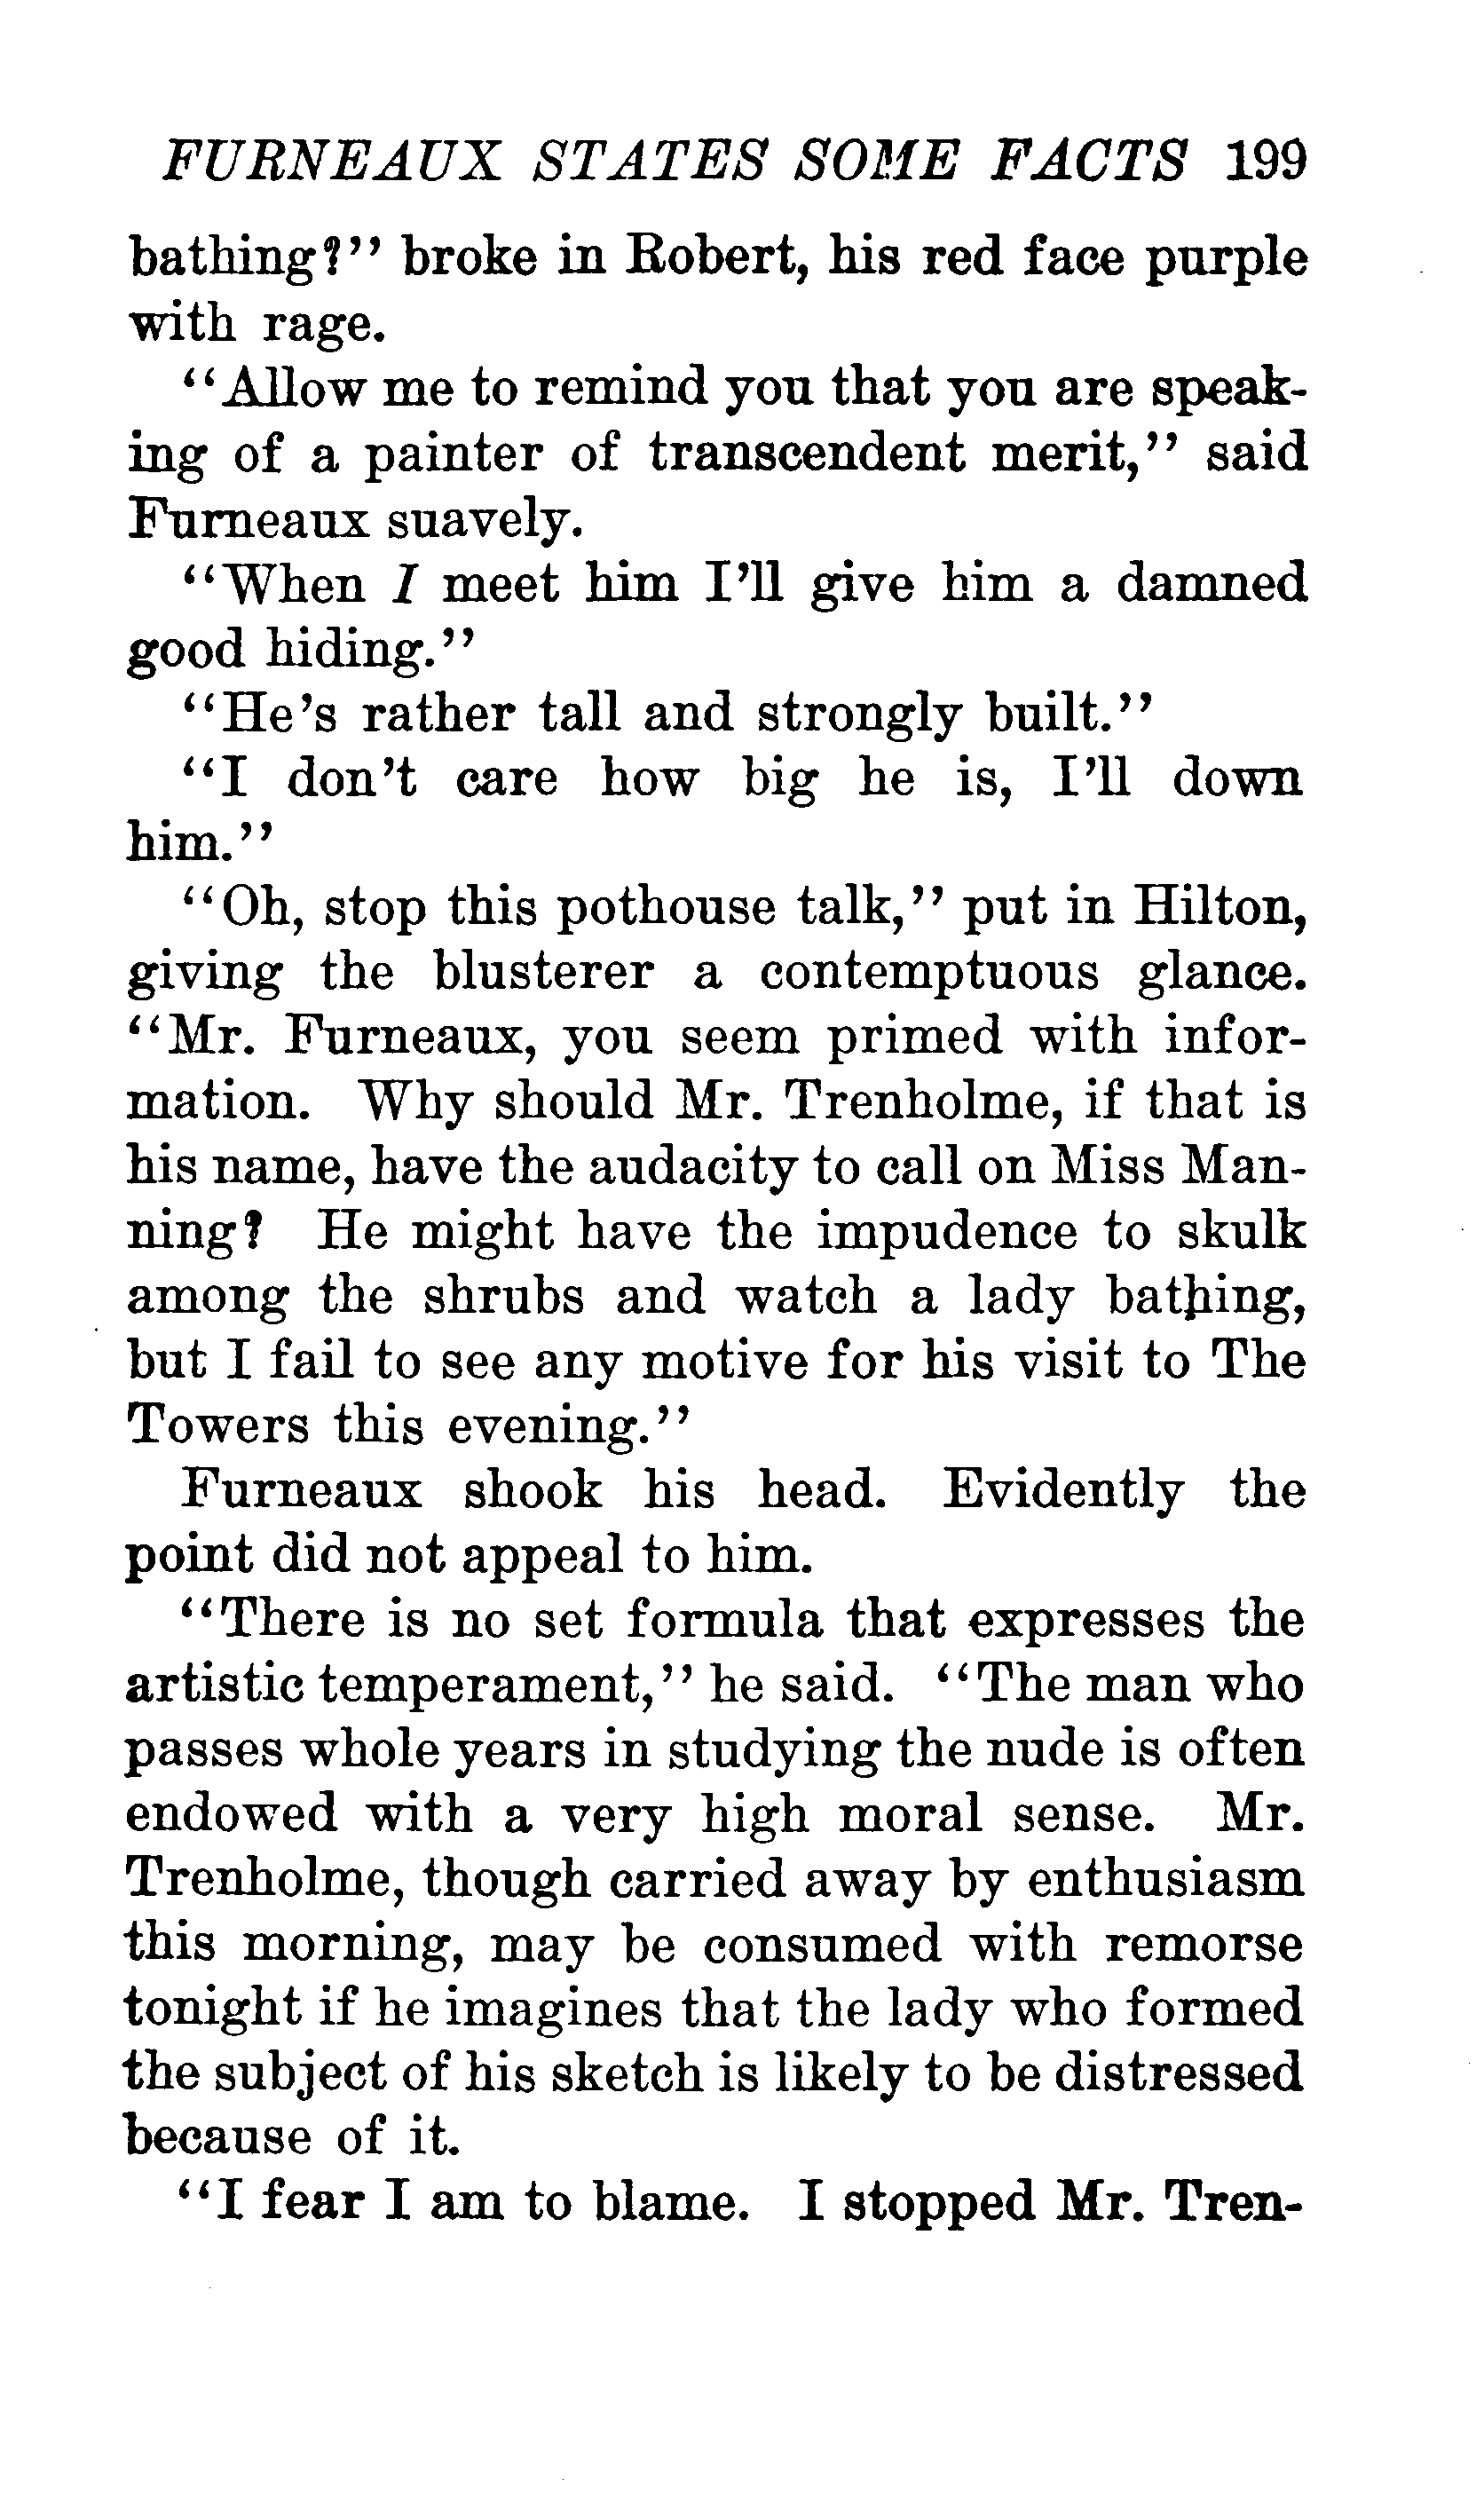 FURNEAUX STATES SOME FACTS 199
bathing?" broke in Robert, his red face purple
with rage.
"Allow me to remind you that you are speak-
ing of a painter of transcendent merit," said
Furneaux suavely.
"When I meet him I'll give him a damned
good hiding."
"He's rather tall and strongly built."
"I don't care how big he is, I'll down
him."
"Oh, stop this pothouse talk," put in Hilton,
giving the blusterer a contemptuous glance.
"Mr. Furneaux, you seem primed with infor-
mation. Why should Mr. Trenholme, if that is
his name, have the audacity to call on Miss Man-
ning? He might have the impudence to skulk
among the shrubs and watch a lady bathing,
but I fail to see any motive for his visit to The
Towers this evening."
Furneaux shook his head. Evidently the
point did not appeal to him.
"There is no set formula that expresses the
artistic temperament," he said. "The man who
passes whole years in studying the nude is often
endowed with a very high moral sense. Mr.
Trenholme, though carried away by enthusiasm
this morning, may be consumed with remorse
tonight if he imagines that the lady who formed
the subject of his sketch is likely to be distressed
because of it.
"I fear I am to blame. I stopped Mr. Tren-